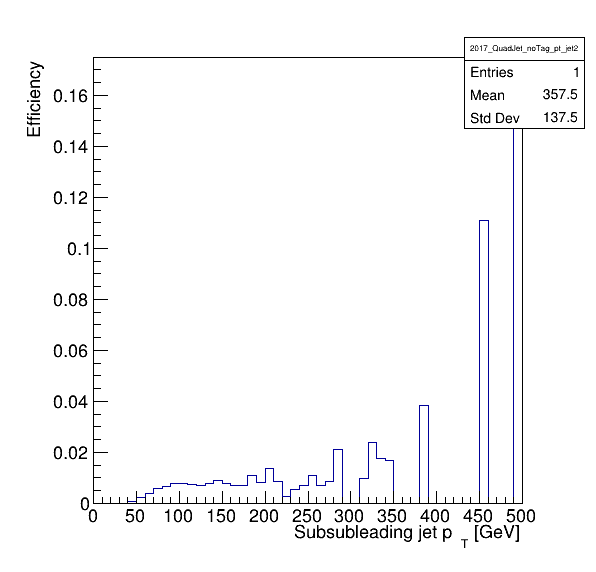 2017_QuadJet_noTag_pt_jet2
Entries 1
Mean 357.5
Std Dev 137.5
Efficiency
0.16
0.14
0.12
0.1
0.08
0.06
0.04
0.02
0
0 50 100 150 200 250 300 350 400 450 500
Subsubleading jet p_T [GeV]